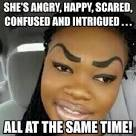 SHE'S ANGRY, HAPPY, SCARED,
CONFUSED AND INTRIGUED . . .
ALL AT THE SAME TIME!